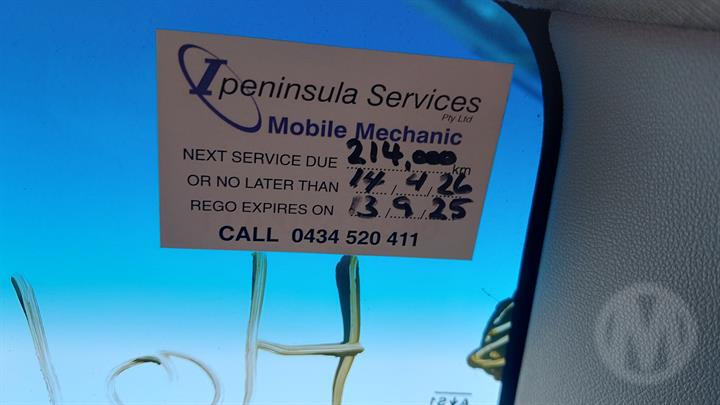 Ipeninsula Services
Pty.Ltd
Mobile Mechanic
NEXT SERVICE DUE 214,000 km
OR NO LATER THAN 14/4/26
REGO EXPIRES ON 13/9/25
CALL 0434 520 411